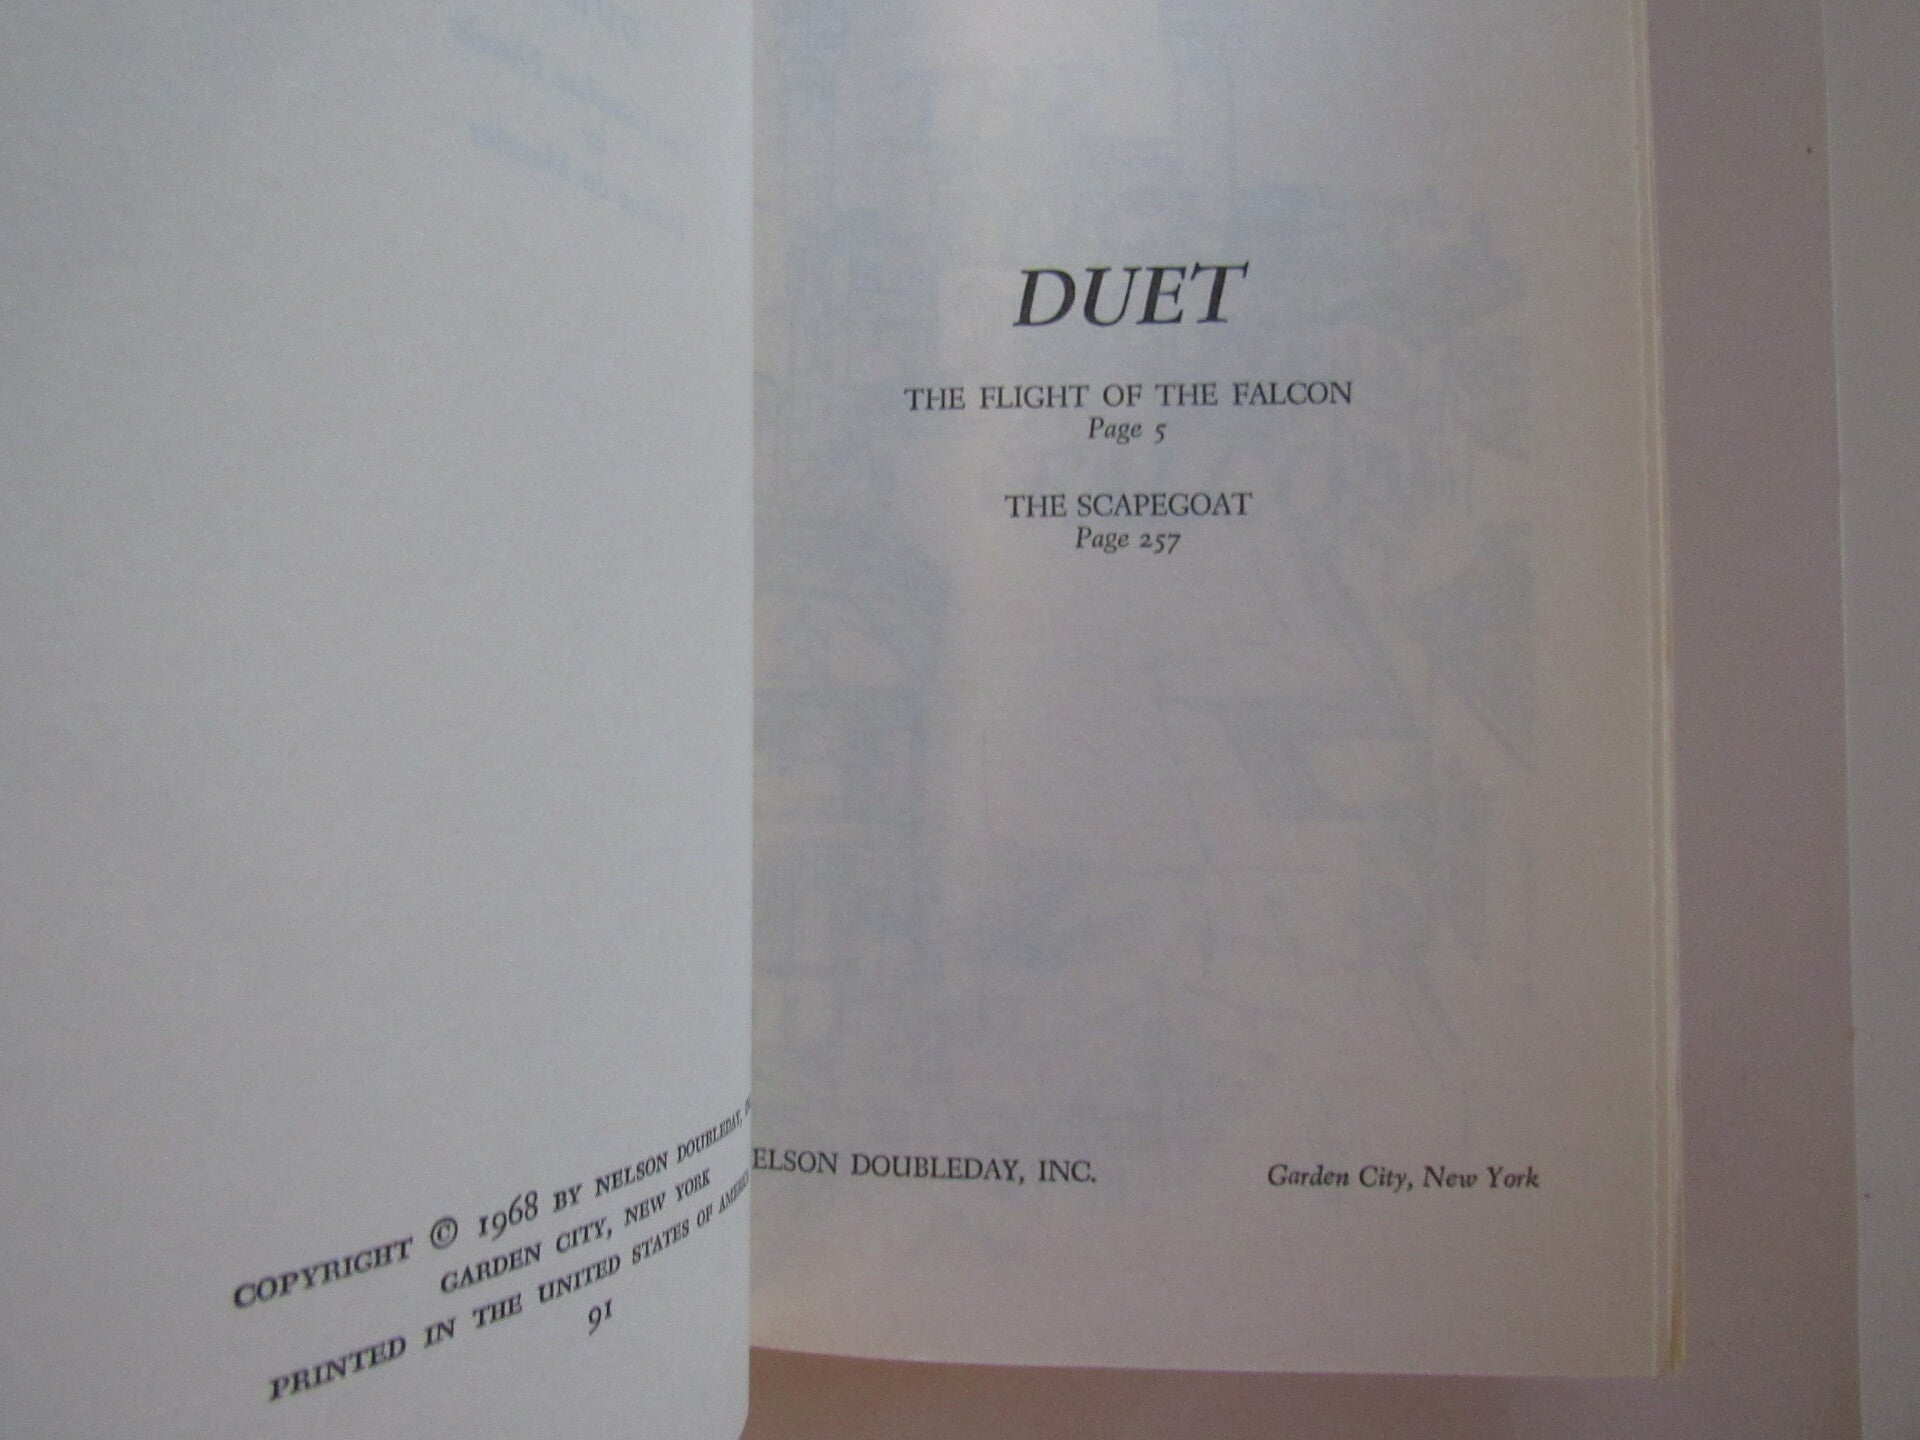 COPYRIGHT © 1968 BY NELSON DOUBLEDAY,
GARDEN CITY, NEW YORK
PRINTED IN THE UNITED STATES OF
91
DUET
THE FLIGHT OF THE FALCON
Page 5
THE SCAPEGOAT
Page 257
ELSON DOUBLEDAY, INC.
Garden City, New York